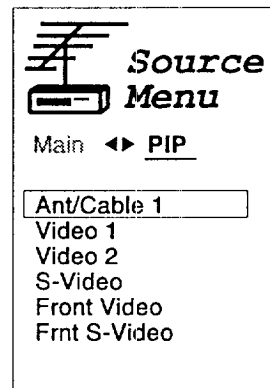 Source
Menu
Main ◂▸ PIP
Ant/Cable 1
Video 1
Video 2
S-Video
Front Video
Frnt S-Video